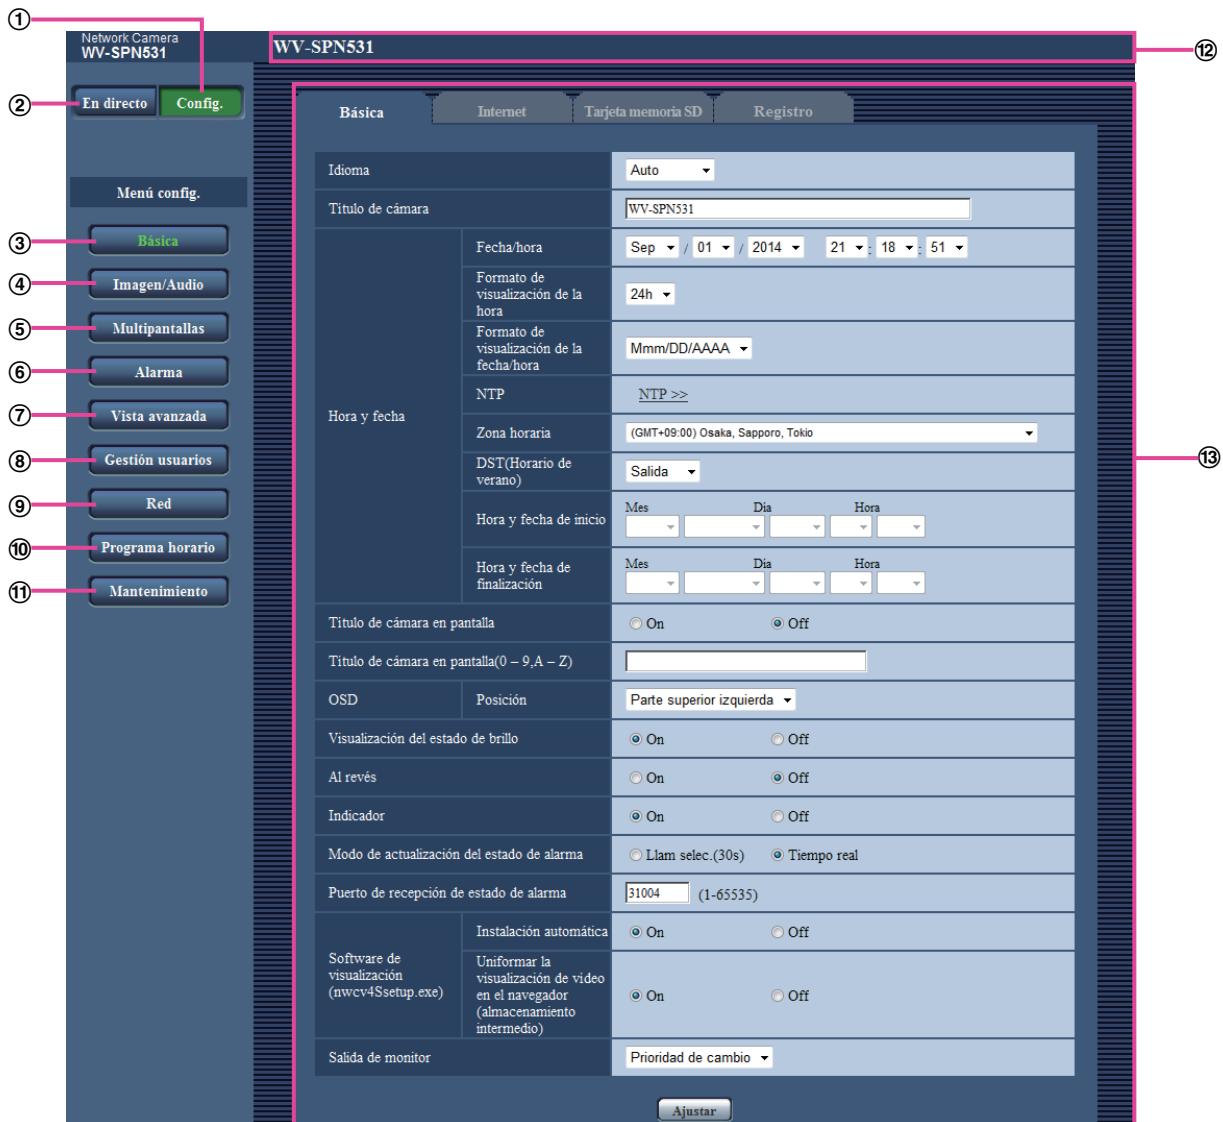 ①
Network Camera
WV-SPN531
WV-SPN531
⑫
②
En directo
Config.
Básica
Internet
Tarjeta memoria SD
Registro
Menú config.
③
Básica
④
Imagen/Audio
⑤
Multipantallas
⑥
Alarma
⑦
Vista avanzada
⑧
Gestión usuarios
⑨
Red
⑩
Programa horario
⑪
Mantenimiento
⑬
Idioma
Auto
Título de cámara
WV-SPN531
Hora y fecha
Fecha/hora
Sep / 01 / 2014 21 : 18 : 51
Formato de
visualización de la
hora
24h
Formato de
visualización de la
fecha/hora
Mmm/DD/AAAA
NTP
NTP >>
Zona horaria
(GMT+09:00) Osaka, Sapporo, Tokio
DST(Horario de
verano)
Salida
Hora y fecha de inicio
Mes Dia Hora
Hora y fecha de
finalización
Mes Dia Hora
Título de cámara en pantalla
On Off
Título de cámara en pantalla(0 – 9,A – Z)
OSD
Posición
Parte superior izquierda
Visualización del estado de brillo
On Off
Al revés
On Off
Indicador
On Off
Modo de actualización del estado de alarma
Llam selec.(30s) Tiempo real
Puerto de recepción de estado de alarma
31004 (1-65535)
Software de
visualización
(nwcv4Ssetup.exe)
Instalación automática
On Off
Uniformar la
visualización de video
en el navegador
(almacenamiento
intermedio)
On Off
Salida de monitor
Prioridad de cambio
Ajustar